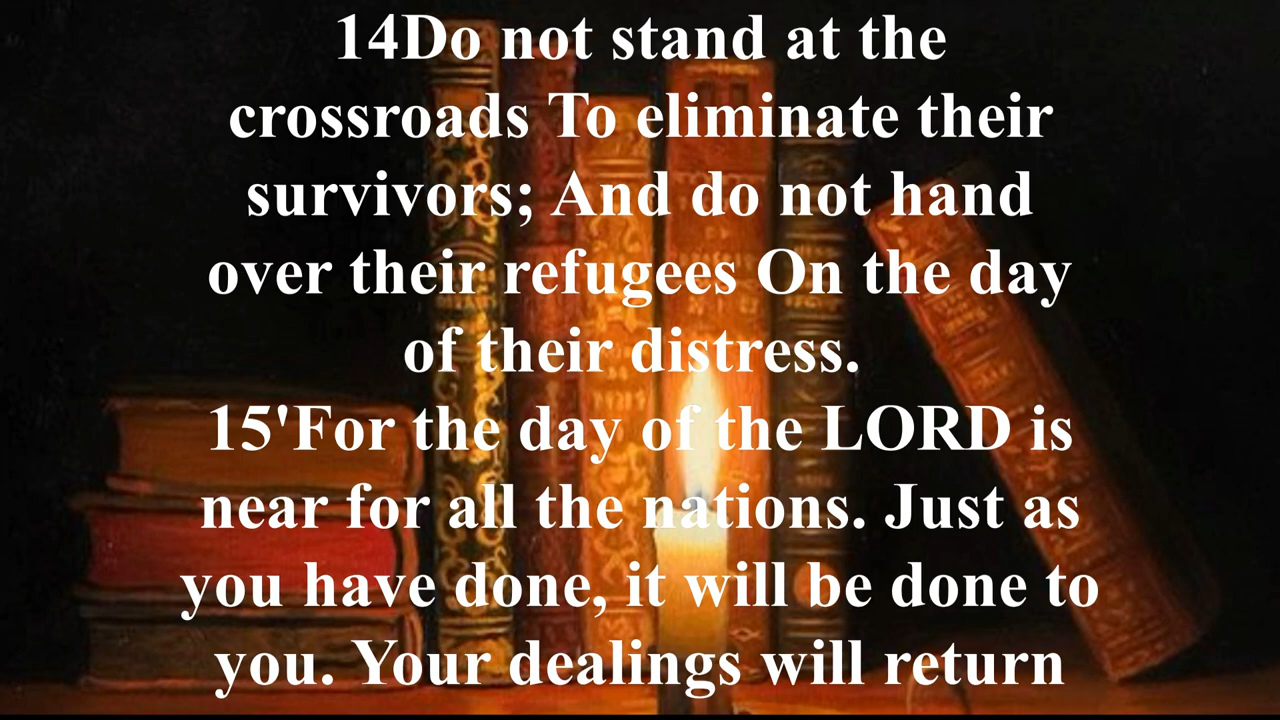 14Do not stand at the
crossroads To eliminate their
survivors; And do not hand
over their refugees On the day
of their distress.
15'For the day of the LORD is
near for all the nations. Just as
you have done, it will be done to
you. Your dealings will return